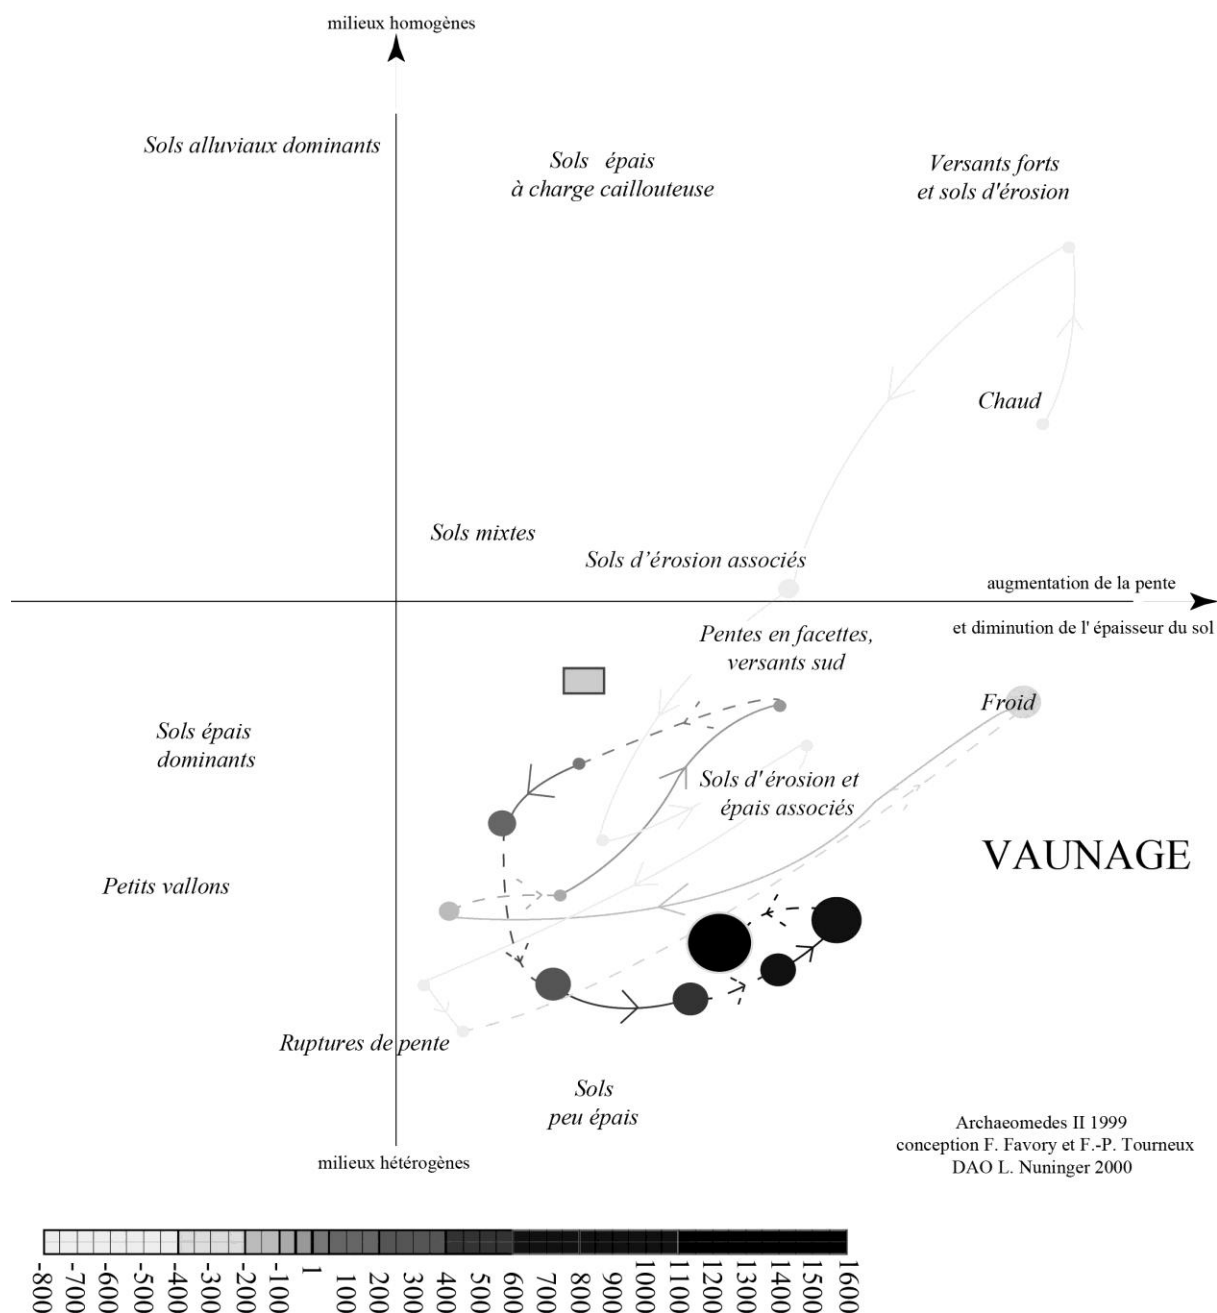 milieux homogènes
Sols alluviaux dominants
Sols épais
à charge caillouteuse
Versants forts
et sols d'érosion
Chaud
Sols mixtes
Sols d’érosion associés
augmentation de la pente
et diminution de l' épaisseur du sol
Pentes en facettes,
versants sud
Froid
Sols épais
dominants
Sols d' érosion et
épais associés
VAUNAGE
Petits vallons
Ruptures de pente
Sols
peu épais
Archaeomedes II 1999
conception F. Favory et F.-P. Tourneux
DAO L. Nuninger 2000
milieux hétérogènes
-800 -700 -600 -500 -400 -300 -200 -100 1 100 200 300 400 500 600 700 800 900 1000 1100 1200 1300 1400 1500 1600